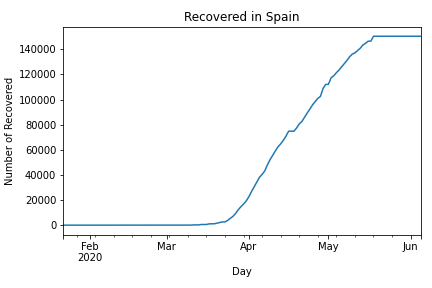 Recovered in Spain
Number of Recovered
140000
120000
100000
80000
60000
40000
20000
0
Feb
2020
Mar
Apr
May
Jun
Day